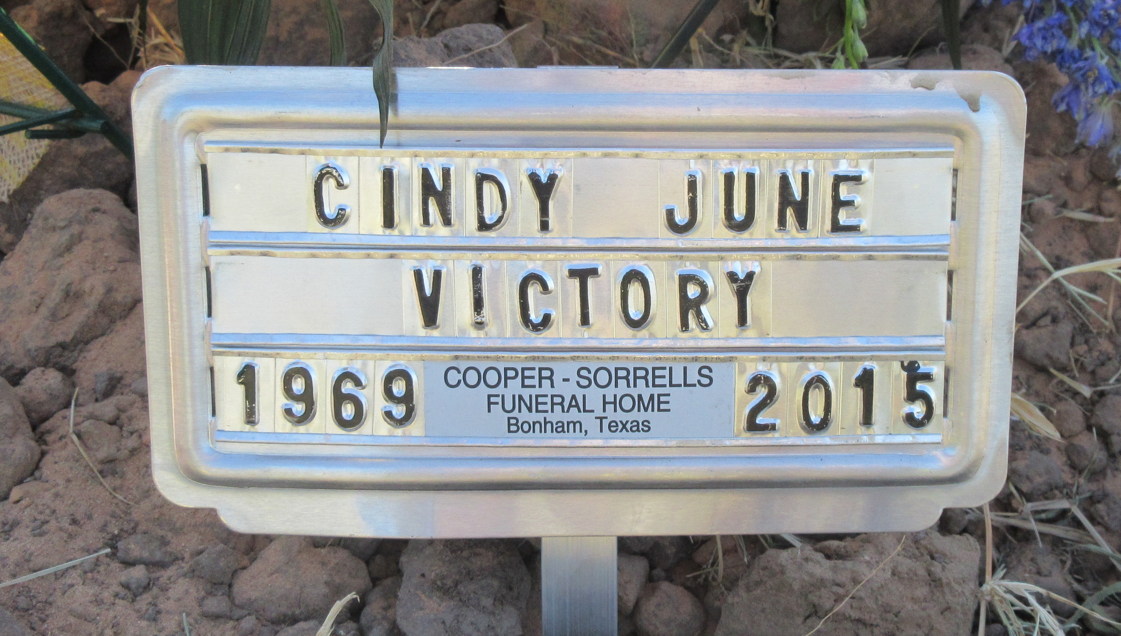 CINDY JUNE
VICTORY
1969 COOPER - SORRELLS 2015
FUNERAL HOME
Bonham, Texas